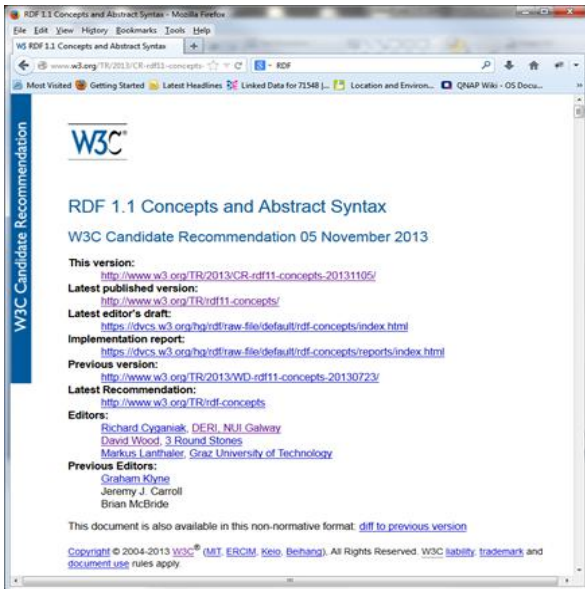 RDF 1.1 Concepts and Abstract Syntax - Mozilla Firefox
File Edit View History Bookmarks Tools Help
W3 RDF 1.1 Concepts and Abstract Syntax +
www.w3.org/TR/2013/CR-rdf11-concepts- RDF
Most Visited Getting Started Latest Headlines Linked Data for 71548 |... Location and Environ... QNAP Wiki - OS Docu...
W3C Candidate Recommendation
W3C®
RDF 1.1 Concepts and Abstract Syntax
W3C Candidate Recommendation 05 November 2013
This version:
http://www.w3.org/TR/2013/CR-rdf11-concepts-20131105/
Latest published version:
http://www.w3.org/TR/rdf11-concepts/
Latest editor's draft:
https://dvcs.w3.org/hg/rdf/raw-file/default/rdf-concepts/index.html
Implementation report:
https://dvcs.w3.org/hg/rdf/raw-file/default/rdf-concepts/reports/index.html
Previous version:
http://www.w3.org/TR/2013/WD-rdf11-concepts-20130723/
Latest Recommendation:
http://www.w3.org/TR/rdf-concepts
Editors:
Richard Cyganiak, DERI, NUI Galway
David Wood, 3 Round Stones
Markus Lanthaler, Graz University of Technology
Previous Editors:
Graham Klyne
Jeremy J. Carroll
Brian McBride
This document is also available in this non-normative format: diff to previous version
Copyright © 2004-2013 W3C® (MIT, ERCIM, Keio, Beihang), All Rights Reserved. W3C liability, trademark and
document use rules apply.